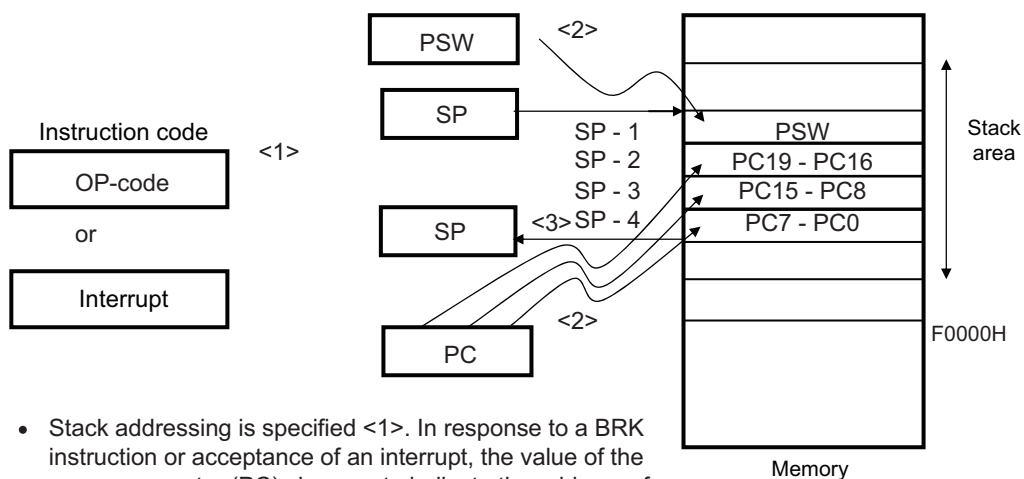 PSW
<2>
SP
SP - 1
PSW
Stack
area
Instruction code
<1>
SP - 2
PC19 - PC16
OP-code
SP - 3
PC15 - PC8
or
SP
<3>
SP - 4
PC7 - PC0
Interrupt
<2>
F0000H
PC
• Stack addressing is specified <1>. In response to a BRK
instruction or acceptance of an interrupt, the value of the
Memory